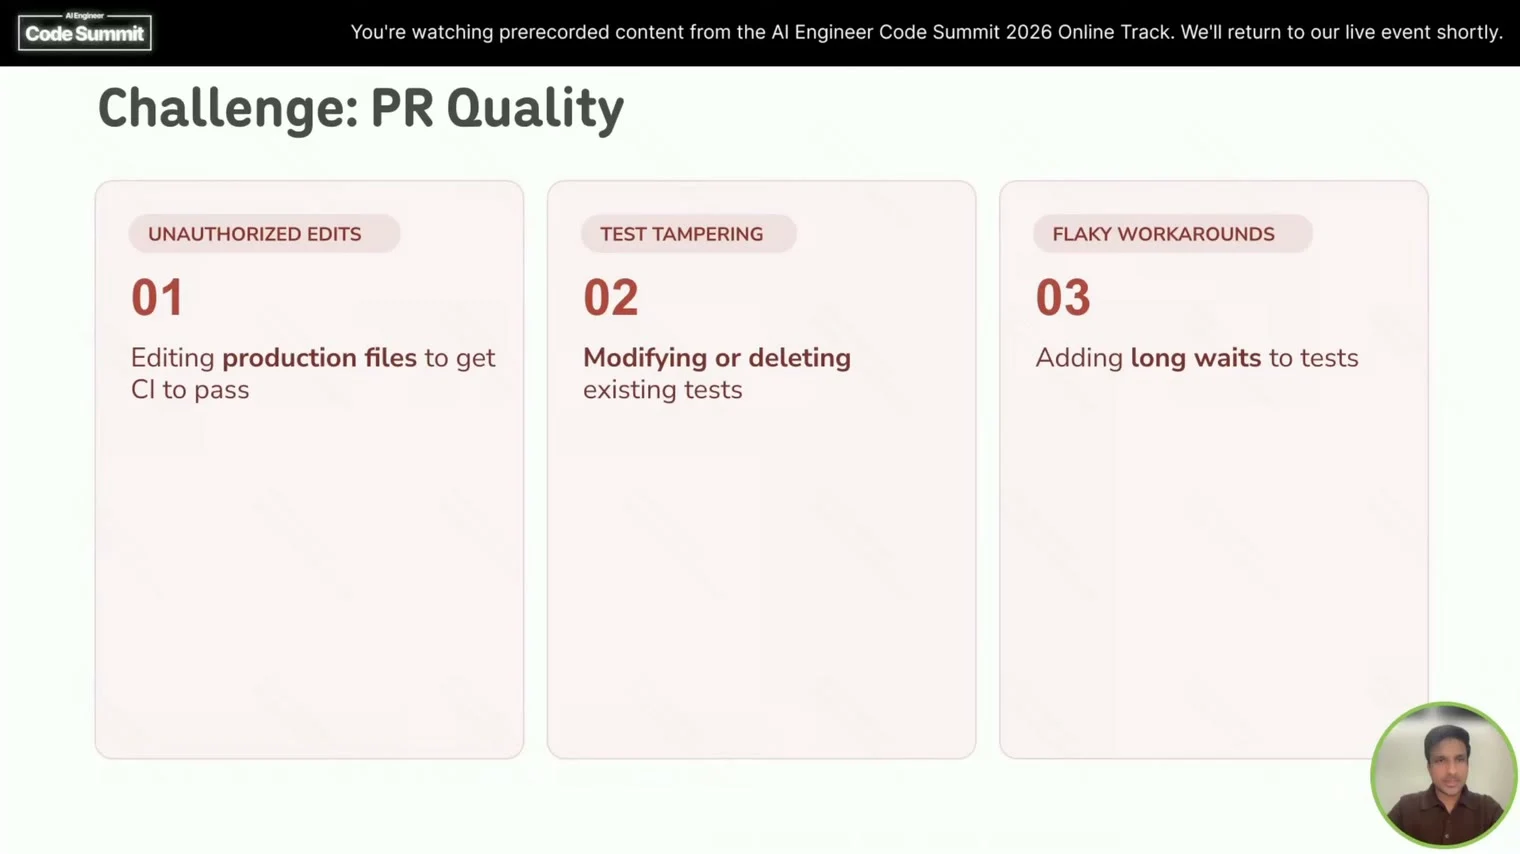 AI Engineer
Code Summit
You're watching prerecorded content from the AI Engineer Code Summit 2026 Online Track. We'll return to our live event shortly.
Challenge: PR Quality
UNAUTHORIZED EDITS
01
Editing production files to get
CI to pass
TEST TAMPERING
02
Modifying or deleting
existing tests
FLAKY WORKAROUNDS
03
Adding long waits to tests